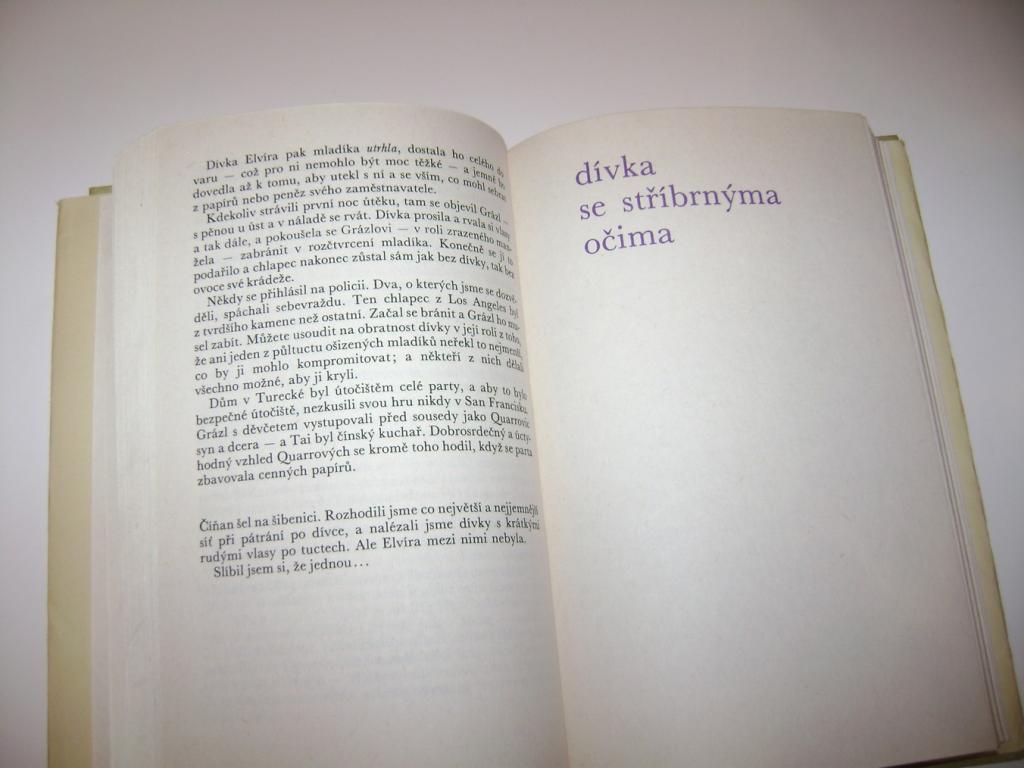 Dívka Elvíra pak mladíka utrhla, dostala ho celého do
varu — což pro ni nemohlo být moc těžké — a jemně ho
dovedla až k tomu, aby utekl s ní a se vším, co mohl sebrat
z papírů nebo peněz svého zaměstnavatele.
Kdekoliv strávili první noc útěku, tam se objevil Grázl —
s pěnou u úst a v náladě se rvát. Dívka prosila a rvala si vlasy
a tak dále, a pokoušela se Grázlovi — v roli zrazeného man-
žela — zabránit v rozčtvrcení mladíka. Konečně se jí to
podařilo a chlapec nakonec zůstal sám jak bez dívky, tak bez
ovoce své krádeže.
Někdy se přihlásil na policii. Dva, o kterých jsme se dozvě-
děli, spáchali sebevraždu. Ten chlapec z Los Angeles byl
z tvrdšího kamene než ostatní. Začal se bránit a Grázl ho mu-
sel zabít. Můžete usoudit na obratnost dívky v její roli z toho,
že ani jeden z půltuctu ošizených mladíků neřekl to nejmenší,
co by ji mohlo kompromitovat; a někteří z nich dělali
všechno možné, aby ji kryli.
Dům v Turecké byl útočištěm celé party, a aby to bylo
bezpečné útočiště, nezkusili svou hru nikdy v San Francisku.
Grázl s děvčetem vystupovali před sousedy jako Quarrovic
syn a dcera — a Tai byl čínský kuchař. Dobrosrdečný a úcty-
hodný vzhled Quarrových se kromě toho hodil, když se parta
zbavovala cenných papírů.
Číňan šel na šibenici. Rozhodili jsme co největší a nejjemnější
síť při pátrání po dívce, a nalézali jsme dívky s krátkými
rudými vlasy po tuctech. Ale Elvíra mezi nimi nebyla.
Slíbil jsem si, že jednou...
dívka
se stříbrnýma
očima